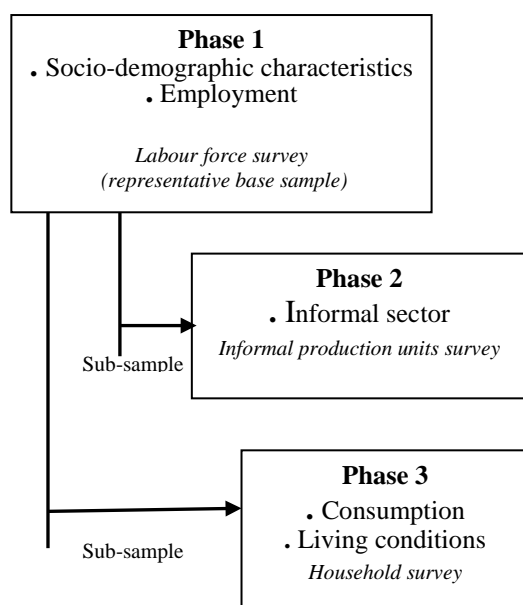 Phase 1
. Socio-demographic characteristics
. Employment
Labour force survey
(representative base sample)
Phase 2
. Informal sector
Informal production units survey
Sub-sample
Phase 3
. Consumption
. Living conditions
Household survey
Sub-sample